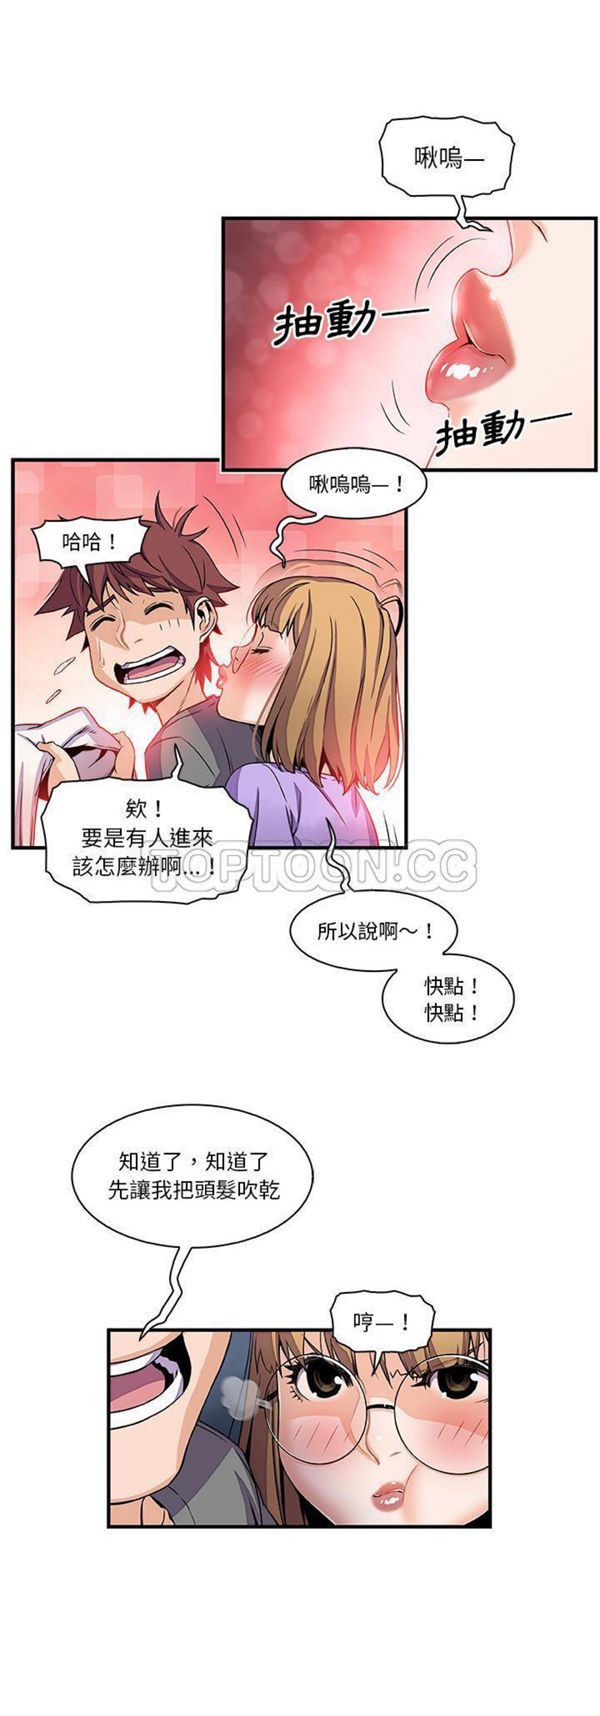 啾嗚—
抽動—
抽動—
啾嗚嗚—！
哈哈！
欸！
要是有人進來
該怎麼辦啊...！
TOPTOON.CC
所以說啊～！
快點！
快點！
知道了，知道了
先讓我把頭髮吹乾
哼—！